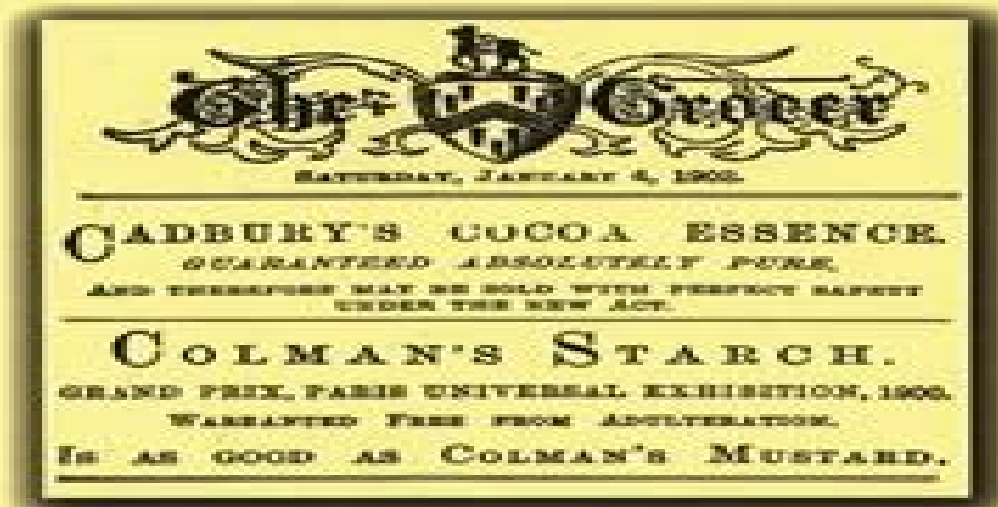 The Grocer
SATURDAY, JANUARY 4, 1902.
CADBURY'S COCOA ESSENCE.
GUARANTEED ABSOLUTELY PURE,
AND THEREFORE MAY BE SOLD WITH PERFECT SAFETY
UNDER THE NEW ACT.
COLMAN'S STARCH.
GRAND PRIX, PARIS UNIVERSAL EXHIBITION, 1900.
WARRANTED FREE FROM ADULTERATION.
IS AS GOOD AS COLMAN'S MUSTARD.